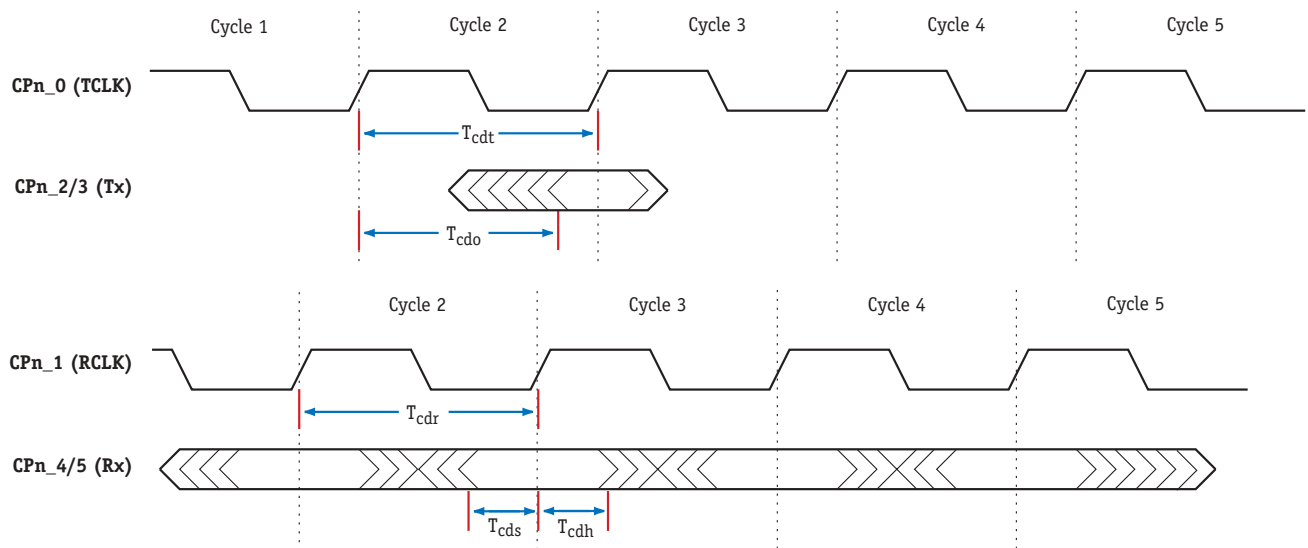 Cycle 1 Cycle 2 Cycle 3 Cycle 4 Cycle 5
CPn_0 (TCLK)
Tcdt
CPn_2/3 (Tx)
Tcdo
Cycle 2 Cycle 3 Cycle 4 Cycle 5
CPn_1 (RCLK)
Tcdr
CPn_4/5 (Rx)
Tcds Tcdh